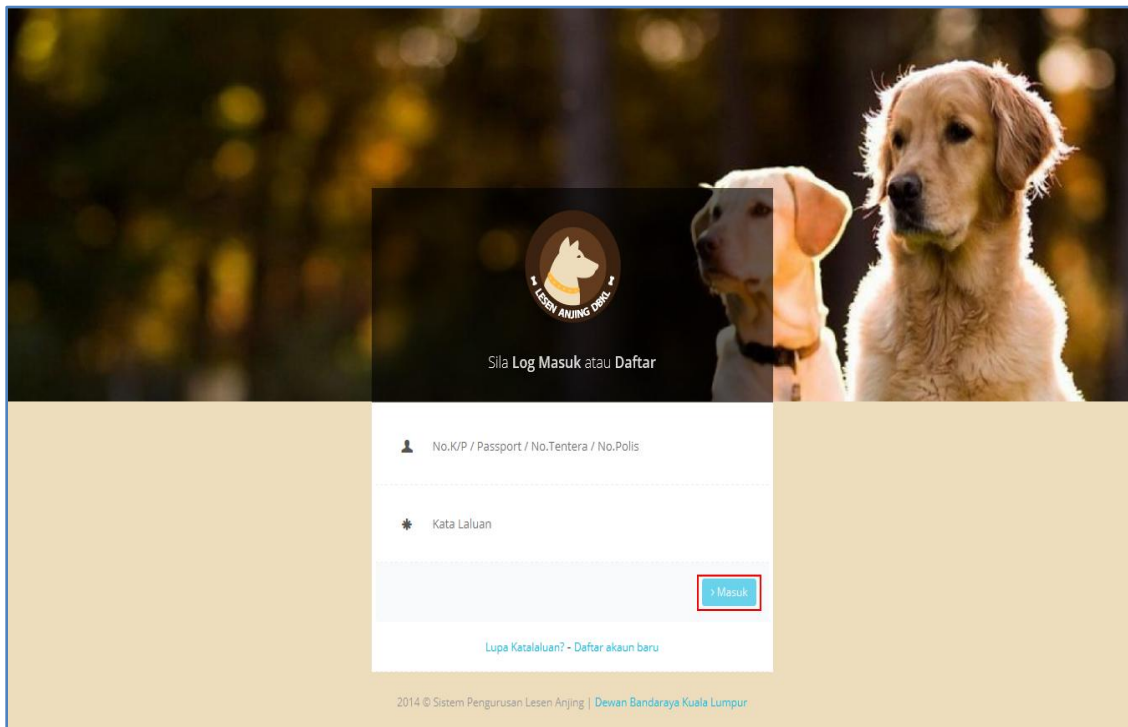 LESEN ANJING DBKL
Sila Log Masuk atau Daftar
No.K/P / Passport / No.Tentera / No.Polis
Kata Laluan
› Masuk
Lupa Katalaluan? - Daftar akaun baru
2014 © Sistem Pengurusan Lesen Anjing | Dewan Bandaraya Kuala Lumpur